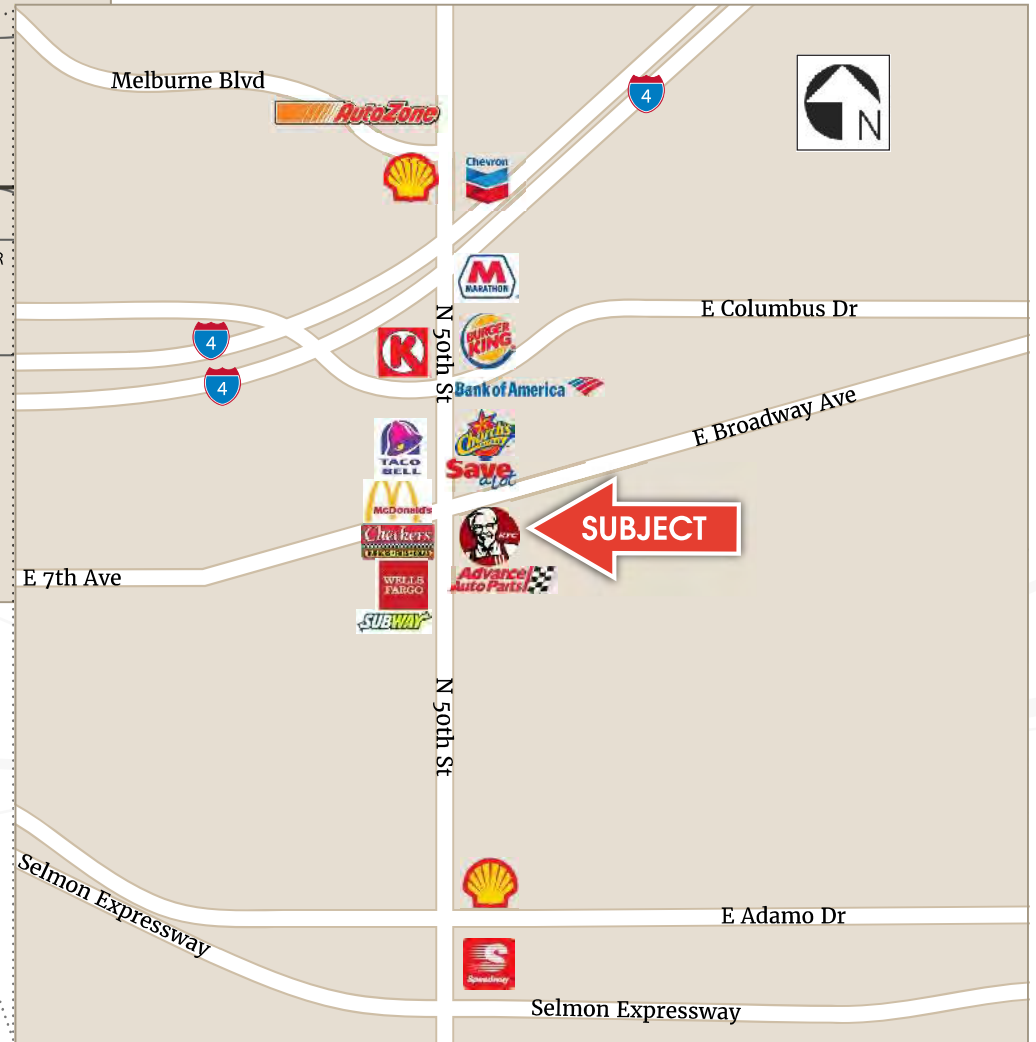 Melburne Blvd
AutoZone
4
N
Chevron
MARATHON
N 50th St
E Columbus Dr
4
K
BURGER
KING
4
Bank of America
E Broadway Ave
TACO
BELL
Church's
Save
a lot
McDonald's
Checkers
KFC
SUBJECT
E 7th Ave
WELLS
FARGO
Advance
Auto Parts
SUBWAY
N 50th St
Selmon Expressway
E Adamo Dr
Speedway
Selmon Expressway